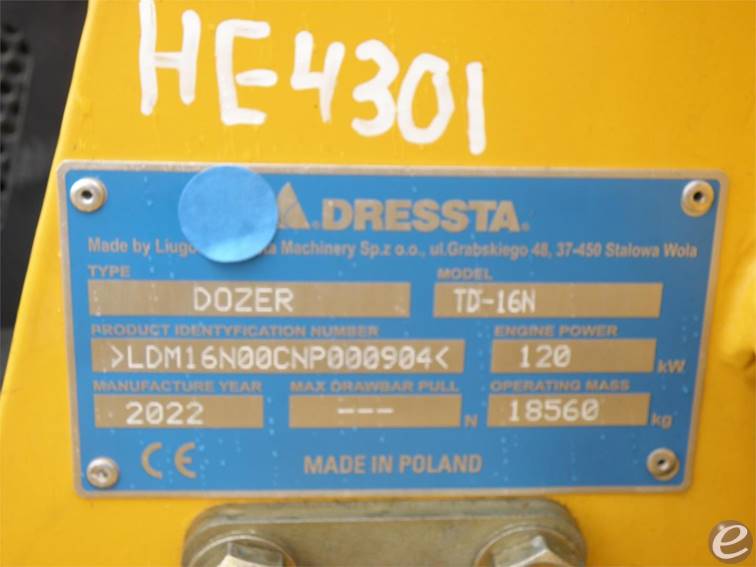 HE4301
DRESSTA
Made by Machinery Sp.z o.o., ul.Grabskiego 48, 37-450 Stalowa Wola
TYPE MODEL
DOZER TD-16N
PRODUCT IDENTYFICATION NUMBER ENGINE POWER
>LDM16N00CNP000904< 120 kW
MANUFACTURE YEAR MAX DRAWBAR PULL OPERATING MASS
2022 --- N 18560 kg
CE MADE IN POLAND
e